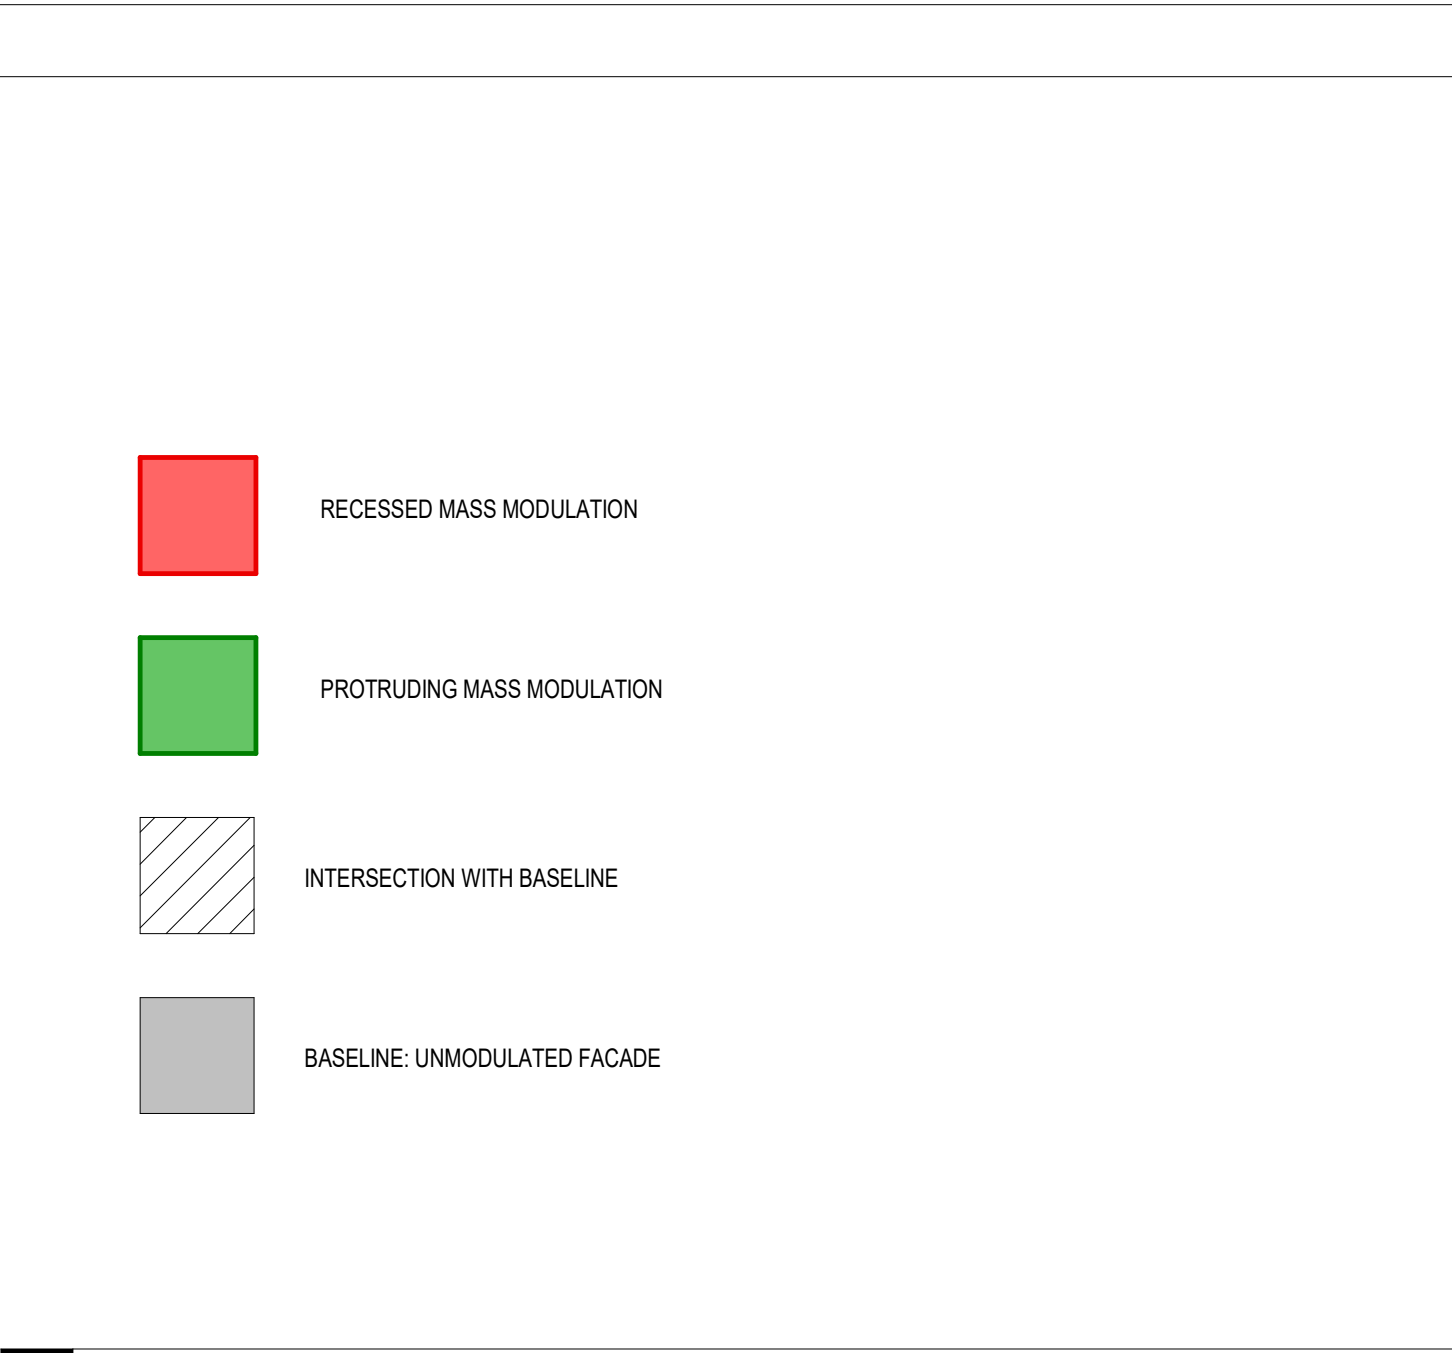 RECESSED MASS MODULATION
PROTRUDING MASS MODULATION
INTERSECTION WITH BASELINE
BASELINE: UNMODULATED FACADE